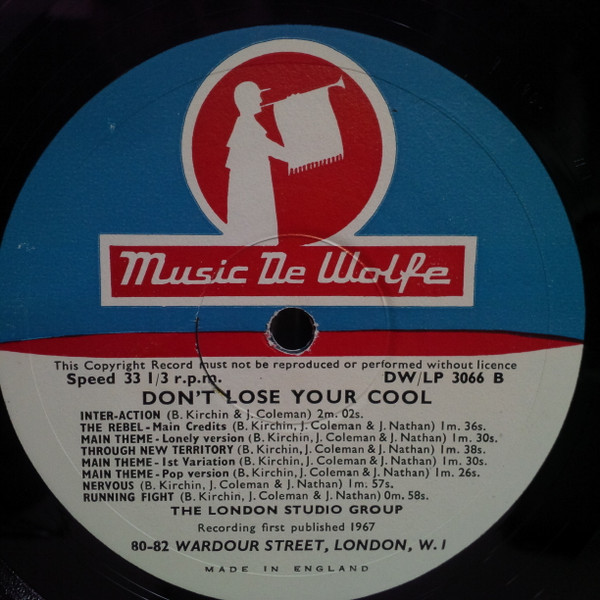 Music De Wolfe
This Copyright Record must not be reproduced or performed without licence
Speed 33 1/3 r.p.m. DW/LP 3066 B
DON'T LOSE YOUR COOL
INTER-ACTION (B. Kirchin & J. Coleman) 2m. 02s.
THE REBEL - Main Credits (B. Kirchin, J. Coleman & J. Nathan) 1m. 36s.
MAIN THEME - Lonely version (B. Kirchin, J. Coleman & J. Nathan) 1m. 30s.
THROUGH NEW TERRITORY (B. Kirchin, J. Coleman & J. Nathan) 1m. 38s.
MAIN THEME - 1st Variation (B. Kirchin, J. Coleman & J. Nathan) 1m. 30s.
MAIN THEME - Pop version (B. Kirchin, J. Coleman & J. Nathan) 1m. 26s.
NERVOUS (B. Kirchin, J. Coleman & J. Nathan) 1m. 57s.
RUNNING FIGHT (B. Kirchin, J. Coleman & J. Nathan) 0m. 58s.
THE LONDON STUDIO GROUP
Recording first published 1967
80-82 WARDOUR STREET, LONDON, W.1
MADE IN ENGLAND